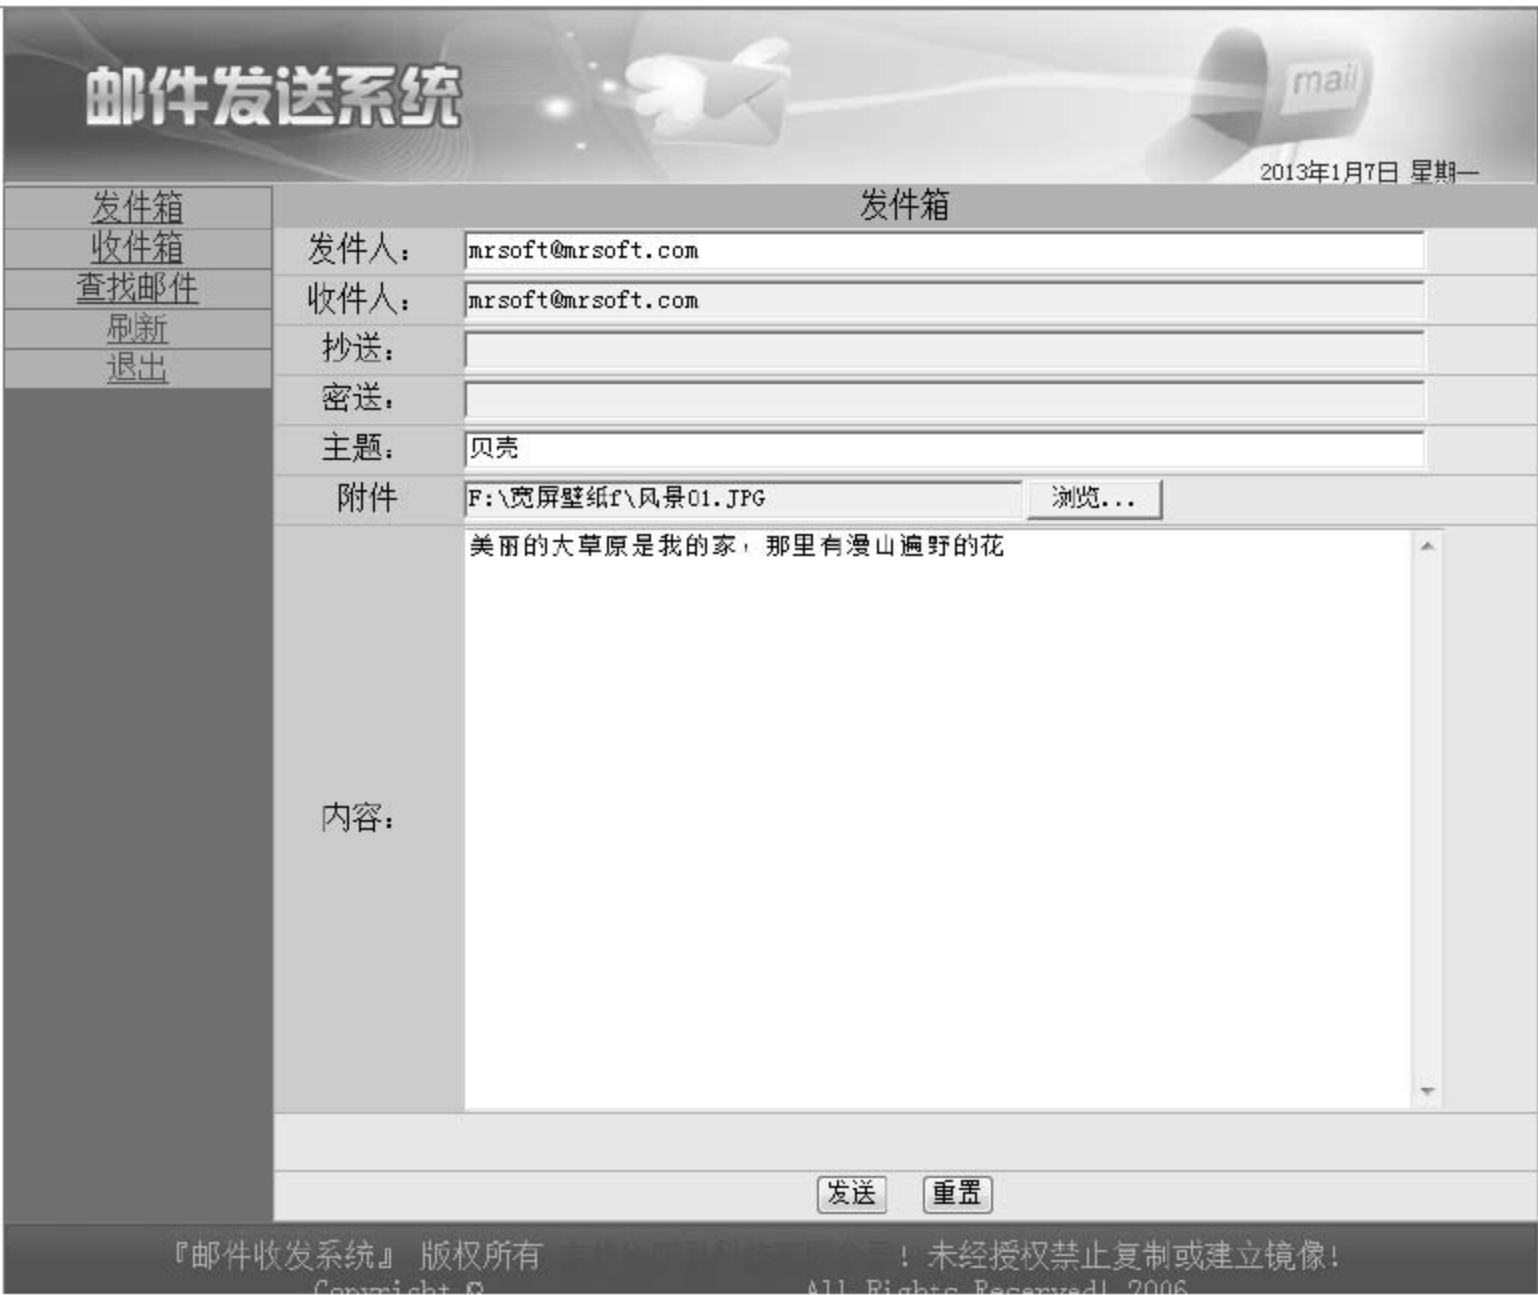 邮件发送系统
mail
2013年1月7日 星期一
发件箱
收件箱
查找邮件
刷新
退出
发件箱
发件人： mrsoft@mrsoft.com
收件人： mrsoft@mrsoft.com
抄送：
密送：
主题： 贝壳
附件 F:\宽屏壁纸f\风景01.JPG 浏览...
内容： 美丽的大草原是我的家，那里有漫山遍野的花
发送 重置
『邮件收发系统』 版权所有 ！未经授权禁止复制或建立镜像！
Copyright © All Rights Reserved! 2006